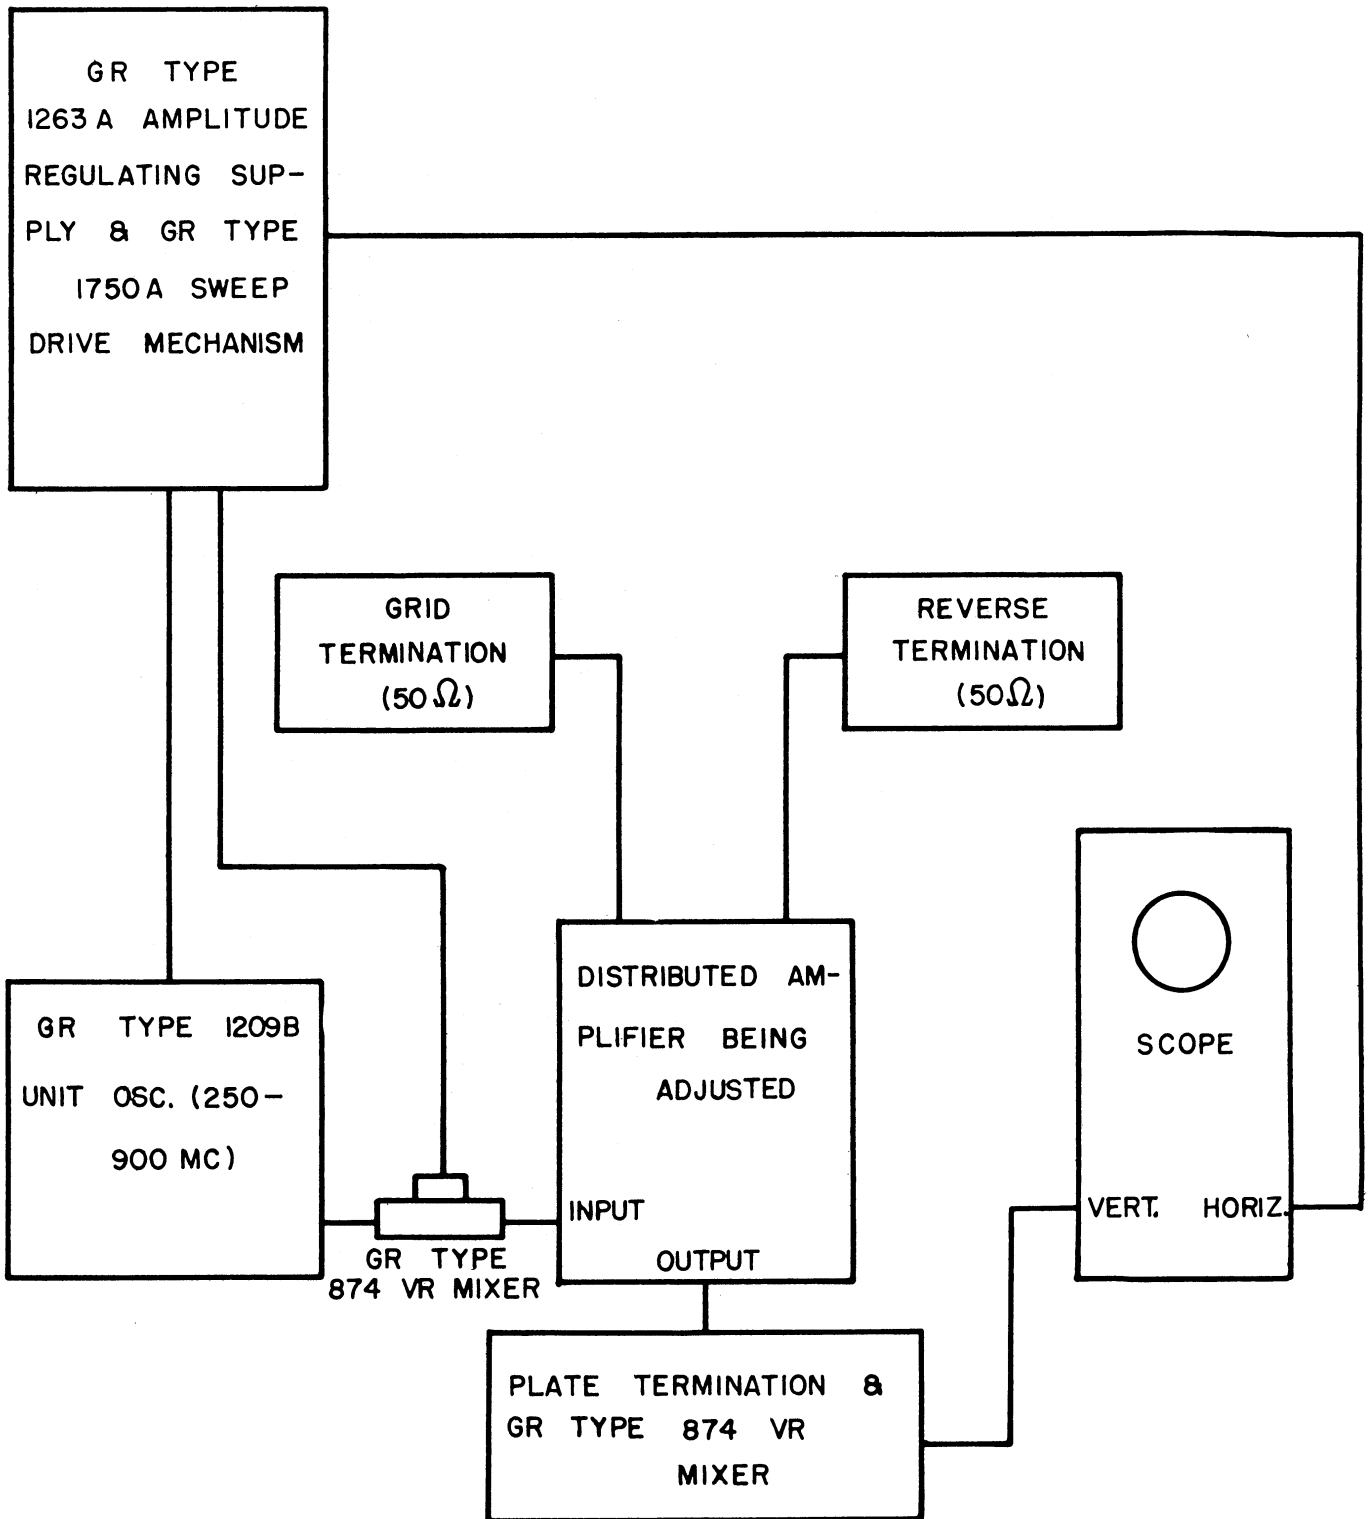 GR TYPE
1263A AMPLITUDE
REGULATING SUP-
PLY & GR TYPE
1750A SWEEP
DRIVE MECHANISM
GRID
TERMINATION
(50Ω)
REVERSE
TERMINATION
(50Ω)
GR TYPE 1209B
UNIT OSC. (250-
900 MC)
GR TYPE
874 VR MIXER
DISTRIBUTED AM-
PLIFIER BEING
ADJUSTED
INPUT
OUTPUT
SCOPE
VERT. HORIZ.
PLATE TERMINATION &
GR TYPE 874 VR
MIXER